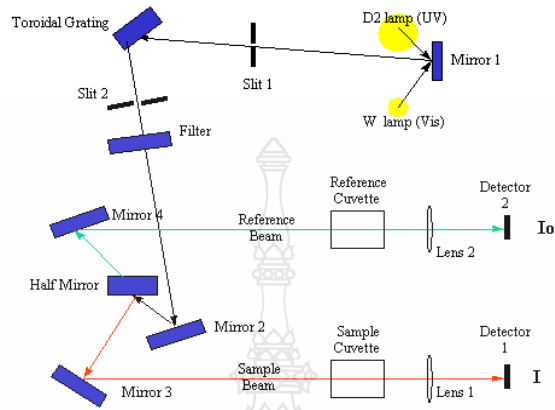 D2 lamp (UV)
Toroidal Grating
Mirror 1
Slit 1
Slit 2
W lamp (Vis)
Filter
Reference
Cuvette
Detector
2
Mirror 4
Reference
Beam
Io
Lens 2
Half Mirror
Mirror 2
Sample
Cuvette
Detector
1
Mirror 3
Sample
Beam
Lens 1
I